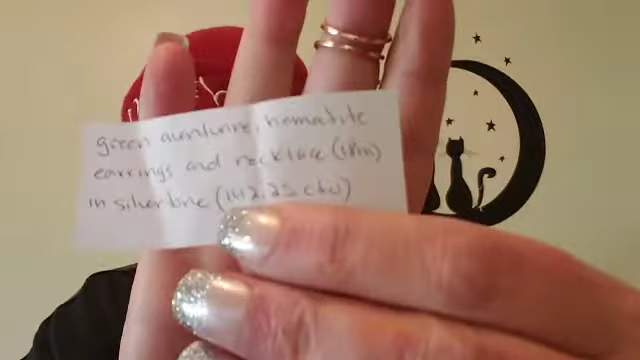 green aventurine, hematite
earrings and necklace (18in)
in silvertone (142.25 ctw)